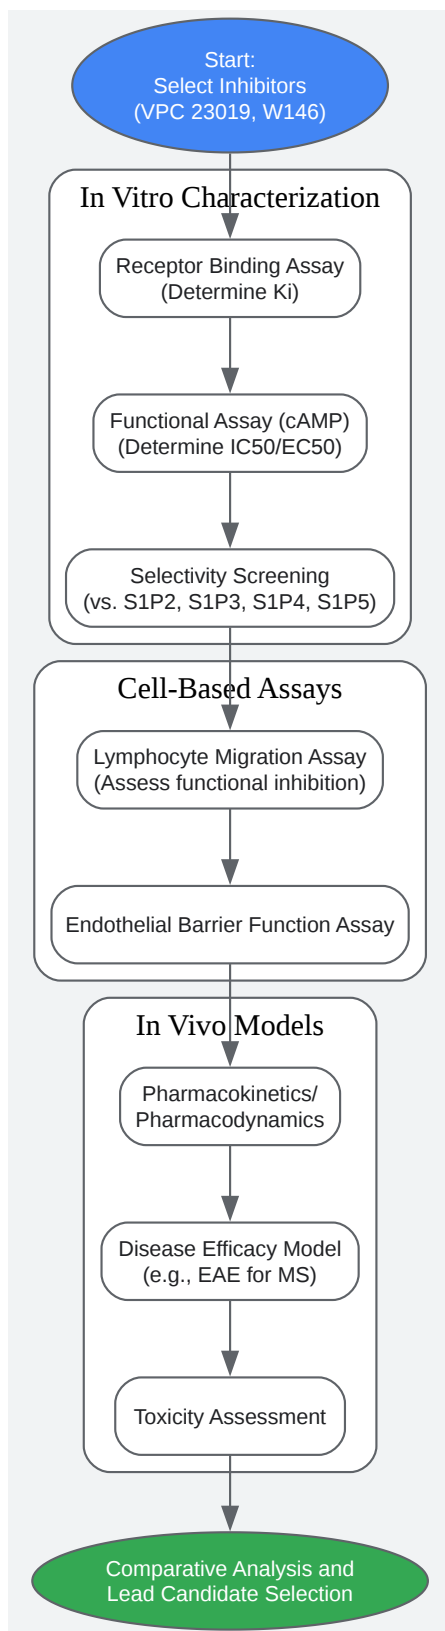 Start:
Select Inhibitors
(VPC 23019, W146)
In Vitro Characterization
Receptor Binding Assay
(Determine Ki)
Functional Assay (cAMP)
(Determine IC50/EC50)
Selectivity Screening
(vs. S1P2, S1P3, S1P4, S1P5)
Cell-Based Assays
Lymphocyte Migration Assay
(Assess functional inhibition)
Endothelial Barrier Function Assay
In Vivo Models
Pharmacokinetics/
Pharmacodynamics
Disease Efficacy Model
(e.g., EAE for MS)
Toxicity Assessment
Comparative Analysis and
Lead Candidate Selection